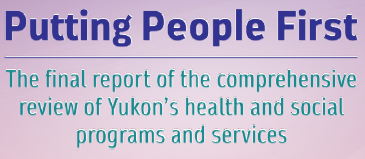 Putting People First
The final report of the comprehensive
review of Yukon's health and social
programs and services